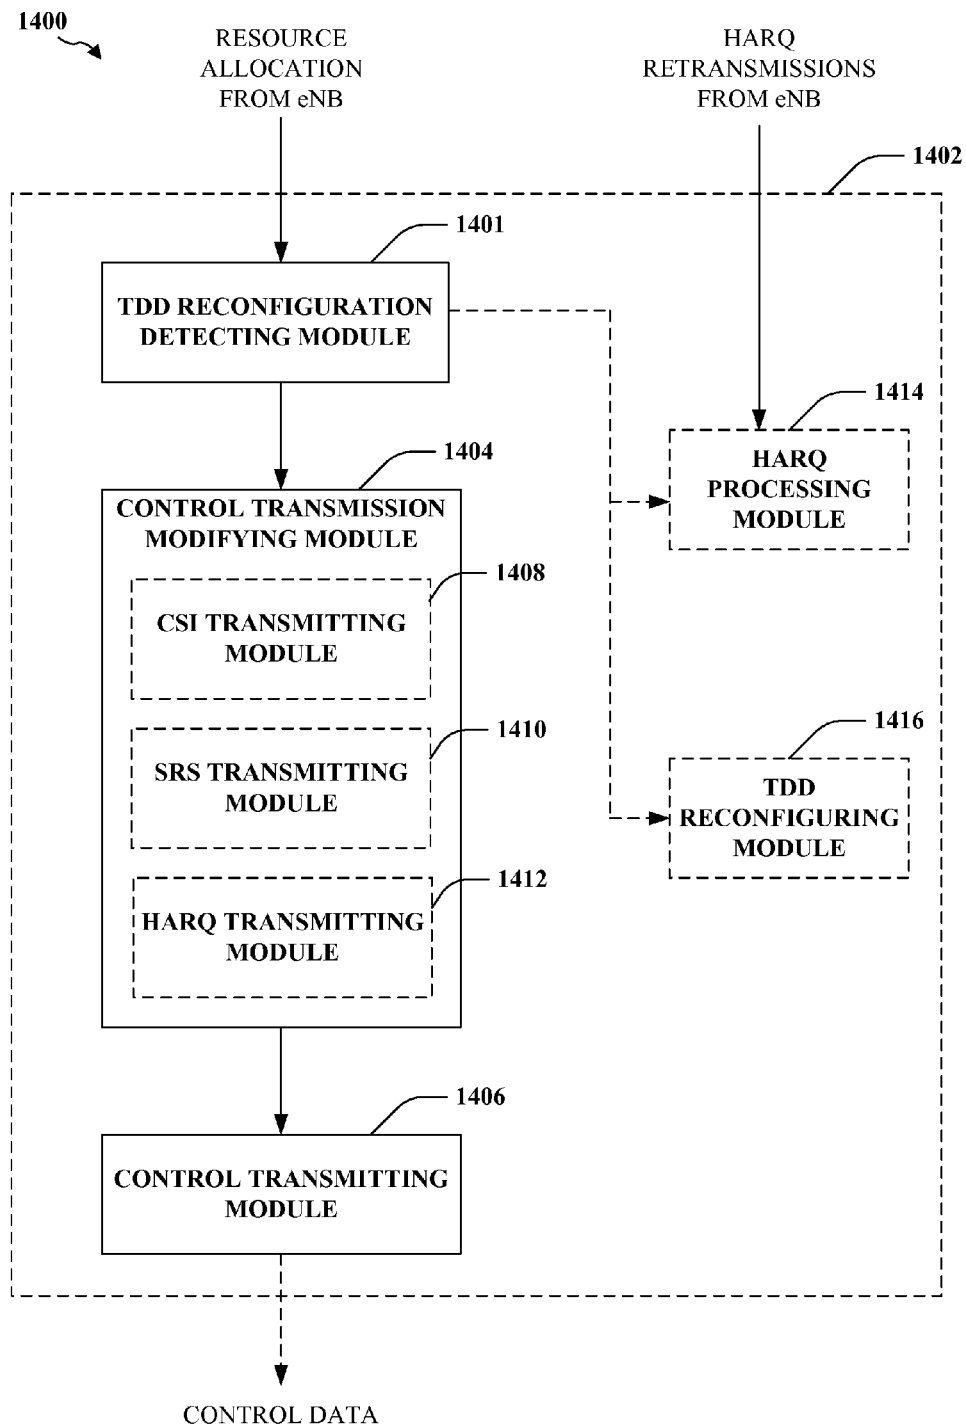 1400
RESOURCE
ALLOCATION
FROM eNB
HARQ
RETRANSMISSIONS
FROM eNB
1402
1401
TDD RECONFIGURATION
DETECTING MODULE
1414
HARQ
PROCESSING
MODULE
1404
CONTROL TRANSMISSION
MODIFYING MODULE
1408
CSI TRANSMITTING
MODULE
1410
SRS TRANSMITTING
MODULE
1416
TDD
RECONFIGURING
MODULE
1412
HARQ TRANSMITTING
MODULE
1406
CONTROL TRANSMITTING
MODULE
CONTROL DATA